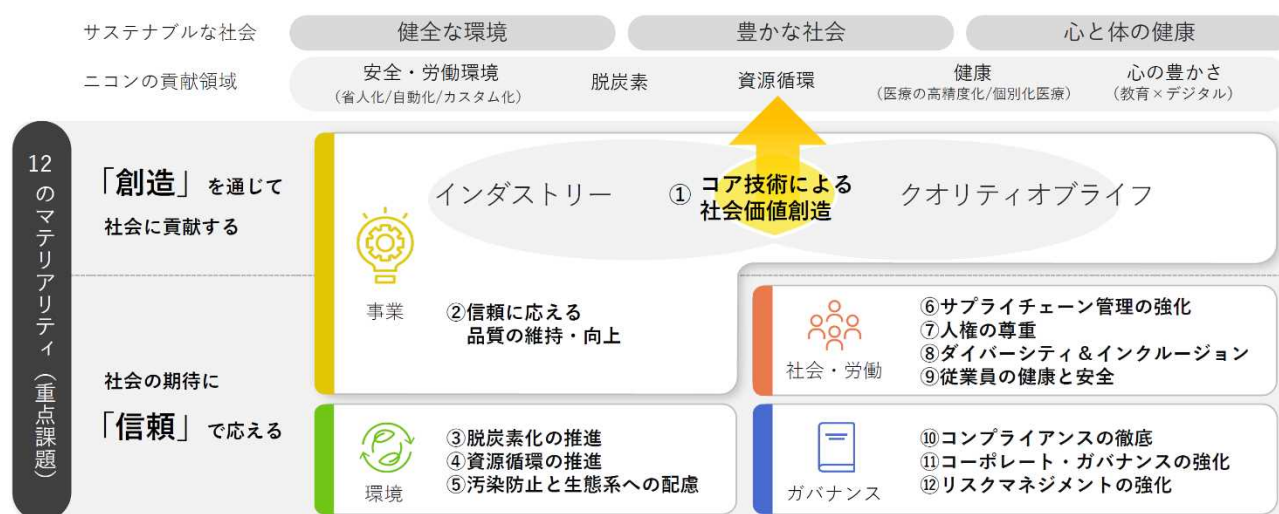 サステナブルな社会
健全な環境
豊かな社会
心と体の健康
ニコンの貢献領域
安全・労働環境
(省人化/自動化/カスタム化)
脱炭素
資源循環
健康
(医療の高精度化/個別化医療)
心の豊かさ
(教育×デジタル)
12のマテリアリティ(重点課題)
「創造」を通じて
社会に貢献する
インダストリー
① コア技術による
社会価値創造
クオリティオブライフ
事業
②信頼に応える
品質の維持・向上
社会の期待に
「信頼」で応える
環境
③脱炭素化の推進
④資源循環の推進
⑤汚染防止と生態系への配慮
社会・労働
⑥サプライチェーン管理の強化
⑦人権の尊重
⑧ダイバーシティ＆インクルージョン
⑨従業員の健康と安全
ガバナンス
⑩コンプライアンスの徹底
⑪コーポレート・ガバナンスの強化
⑫リスクマネジメントの強化